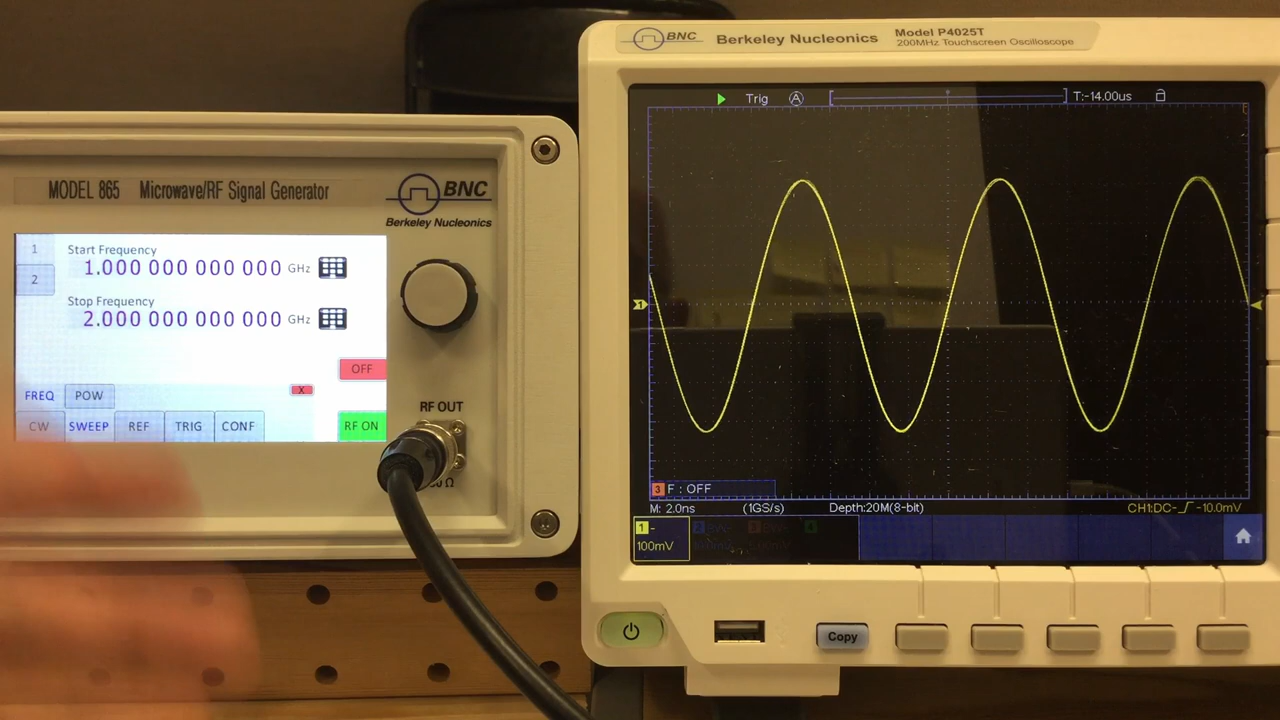 MODEL 865 Microwave/RF Signal Generator
BNC
Berkeley Nucleonics
1
2
Start Frequency
1.000 000 000 000 GHz
Stop Frequency
2.000 000 000 000 GHz
OFF
X
FREQ POW
CW SWEEP REF TRIG CONF RF ON
RF OUT
Ω
BNC Berkeley Nucleonics Model P4025T
200MHz Touchscreen Oscilloscope
Trig A T:-14.00us
1
3 F : OFF
M: 2.0ns (1GS/s) Depth:20M(8-bit) CH1:DC- -10.0mV
1 -
100mV
Copy